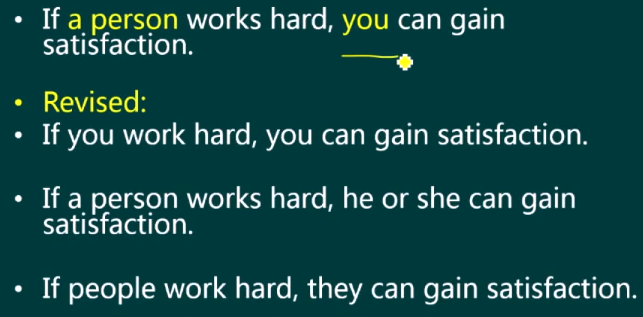 • If a person works hard, you can gain
satisfaction.
• Revised:
• If you work hard, you can gain satisfaction.
• If a person works hard, he or she can gain
satisfaction.
• If people work hard, they can gain satisfaction.